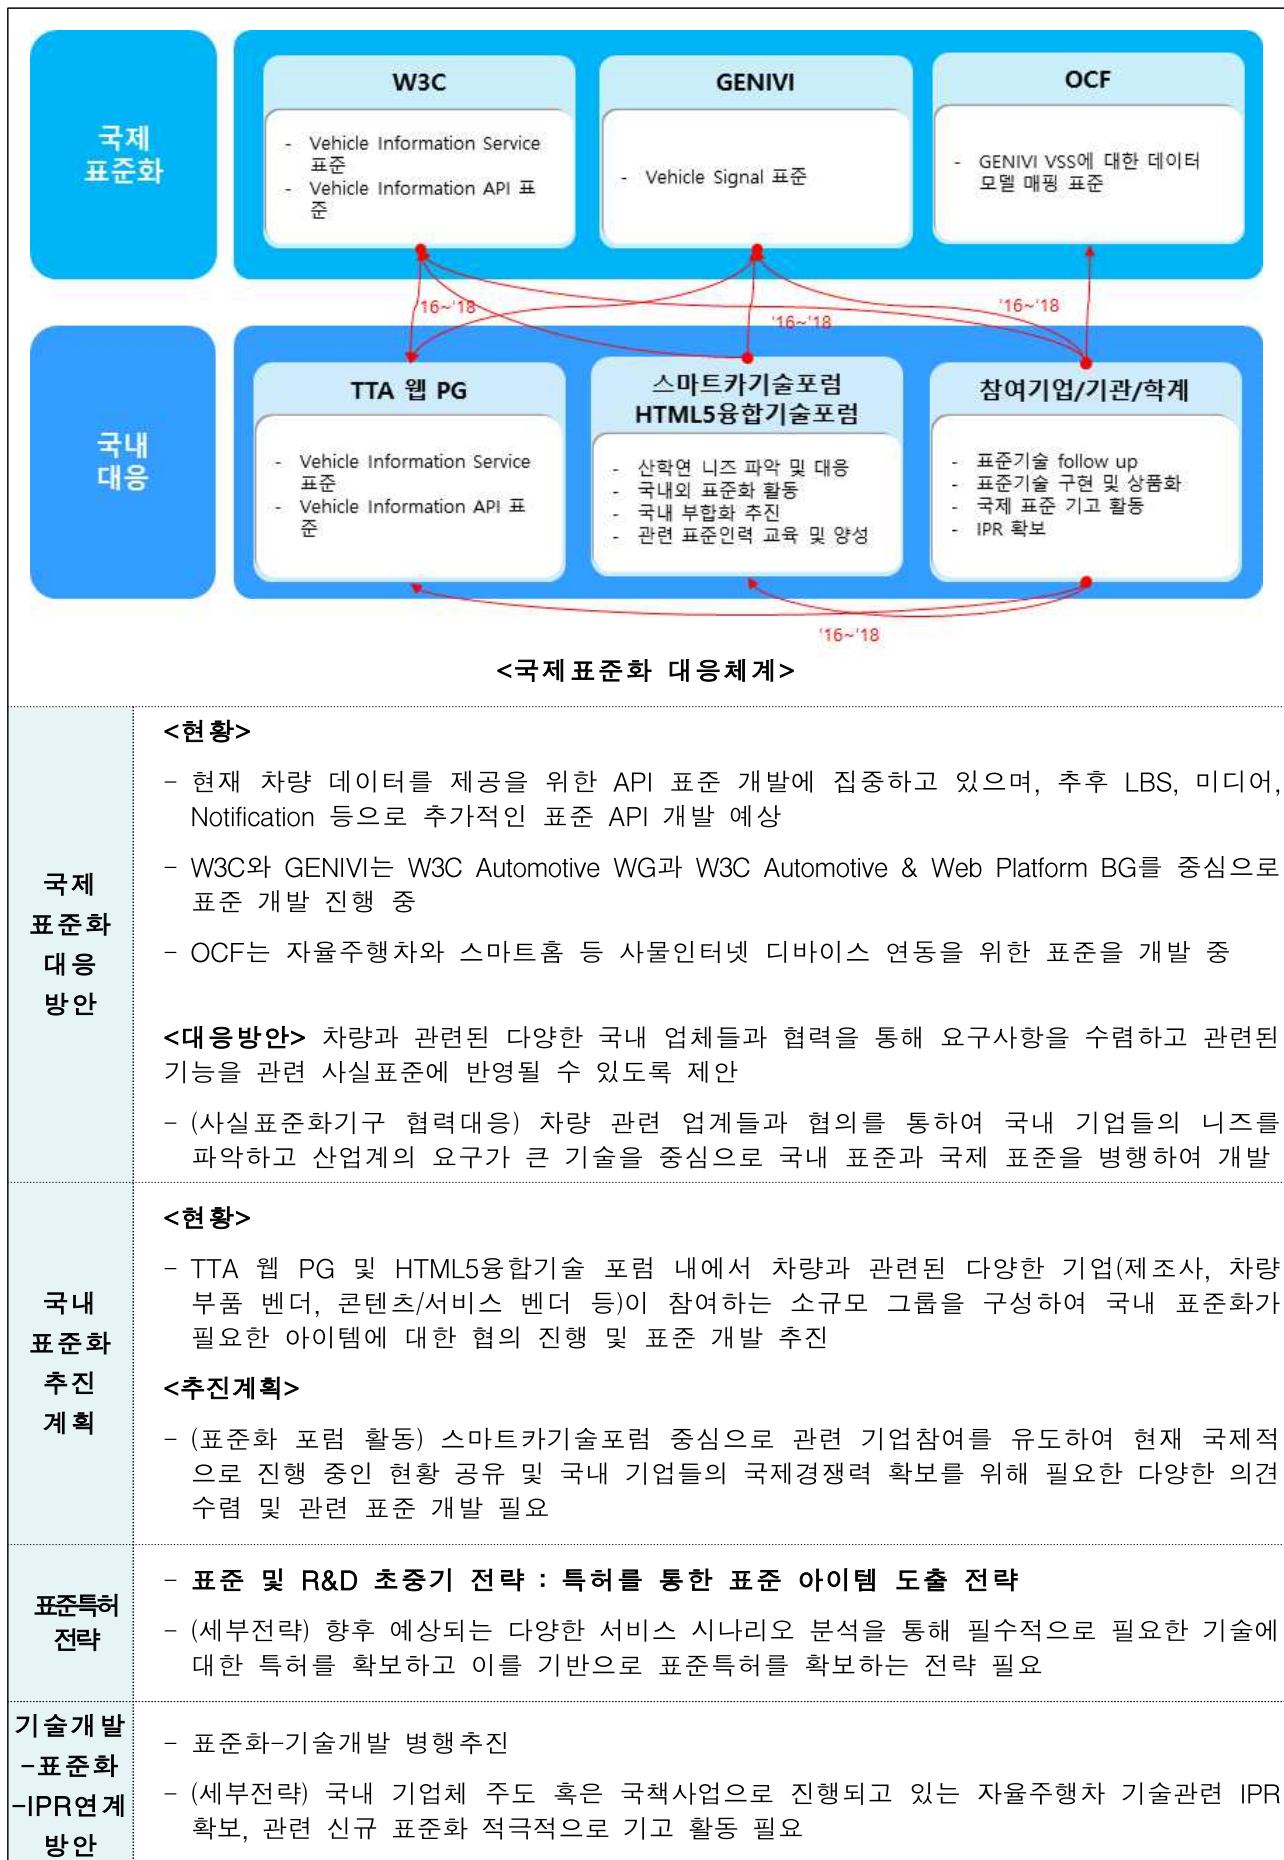 국제
표준화
W3C
- Vehicle Information Service
표준
- Vehicle Information API 표
준
GENIVI
- Vehicle Signal 표준
OCF
- GENIVI VSS에 대한 데이터
모델 매핑 표준
'16~'18
'16~'18
'16~'18
국내
대응
TTA 웹 PG
- Vehicle Information Service
표준
- Vehicle Information API 표
준
스마트카기술포럼
HTML5융합기술포럼
- 산학연 니즈 파악 및 대응
- 국내외 표준화 활동
- 국내 부합화 추진
- 관련 표준인력 교육 및 양성
참여기업/기관/학계
- 표준기술 follow up
- 표준기술 구현 및 상품화
- 국제 표준 기고 활동
- IPR 확보
'16~'18
<국제표준화 대응체계>
국제
표준화
대응
방안
<현황>
- 현재 차량 데이터를 제공을 위한 API 표준 개발에 집중하고 있으며, 추후 LBS, 미디어,
Notification 등으로 추가적인 표준 API 개발 예상
- W3C와 GENIVI는 W3C Automotive WG과 W3C Automotive & Web Platform BG를 중심으로
표준 개발 진행 중
- OCF는 자율주행차와 스마트홈 등 사물인터넷 디바이스 연동을 위한 표준을 개발 중
<대응방안> 차량과 관련된 다양한 국내 업체들과 협력을 통해 요구사항을 수렴하고 관련된
기능을 관련 사실표준에 반영될 수 있도록 제안
- (사실표준화기구 협력대응) 차량 관련 업계들과 협의를 통하여 국내 기업들의 니즈를
파악하고 산업계의 요구가 큰 기술을 중심으로 국내 표준과 국제 표준을 병행하여 개발
국내
표준화
추진
계획
<현황>
- TTA 웹 PG 및 HTML5융합기술 포럼 내에서 차량과 관련된 다양한 기업(제조사, 차량
부품 벤더, 콘텐츠/서비스 벤더 등)이 참여하는 소규모 그룹을 구성하여 국내 표준화가
필요한 아이템에 대한 협의 진행 및 표준 개발 추진
<추진계획>
- (표준화 포럼 활동) 스마트카기술포럼 중심으로 관련 기업참여를 유도하여 현재 국제적
으로 진행 중인 현황 공유 및 국내 기업들의 국제경쟁력 확보를 위해 필요한 다양한 의견
수렴 및 관련 표준 개발 필요
표준특허
전략
- 표준 및 R&D 초중기 전략 : 특허를 통한 표준 아이템 도출 전략
- (세부전략) 향후 예상되는 다양한 서비스 시나리오 분석을 통해 필수적으로 필요한 기술에
대한 특허를 확보하고 이를 기반으로 표준특허를 확보하는 전략 필요
기술개발
-표준화
-IPR연계
방안
- 표준화-기술개발 병행추진
- (세부전략) 국내 기업체 주도 혹은 국책사업으로 진행되고 있는 자율주행차 기술관련 IPR
확보, 관련 신규 표준화 적극적으로 기고 활동 필요